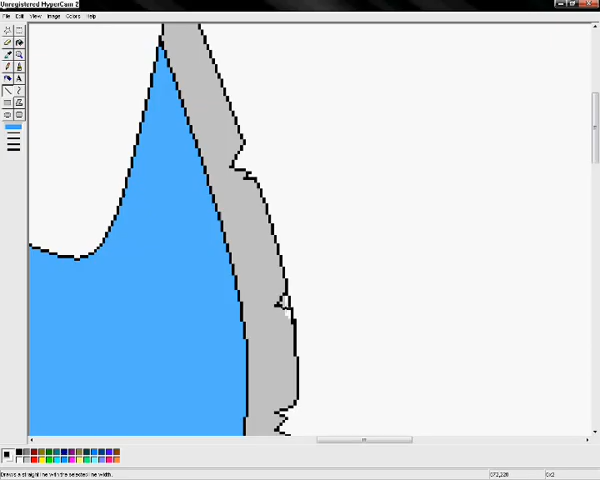 Unregistered HyperCam 2
File Edit View Image Colors Help
A
Draws a straight line with the selected line width.